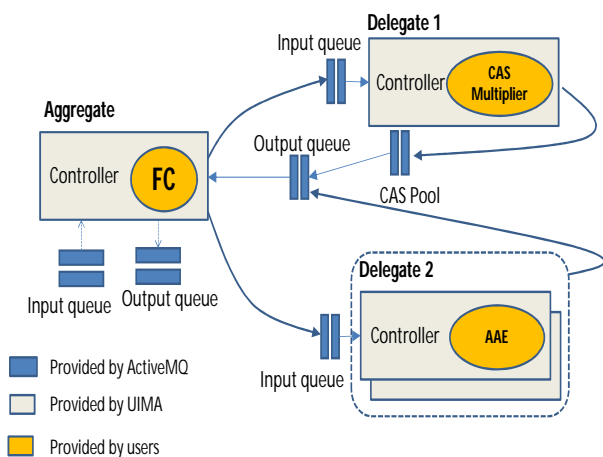 Delegate 1
Input queue
Controller
CAS
Multiplier
Aggregate
Output queue
Controller
FC
CAS Pool
Input queue
Output queue
Delegate 2
Controller
AAE
Input queue
Provided by ActiveMQ
Provided by UIMA
Provided by users